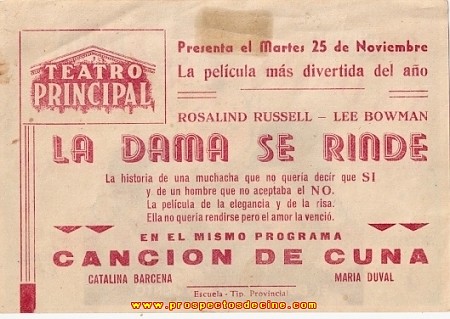 TEATRO
PRINCIPAL
Presenta el Martes 25 de Noviembre
La película más divertida del año
ROSALIND RUSSELL - LEE BOWMAN
LA DAMA SE RINDE
La historia de una muchacha que no quería decír que SI
y de un hombre que no aceptaba el NO.
La película de la elegancia y de la risa.
Ella no queria rendirse pero el amor la venció.
EN EL MISMO PROGRAMA
CANCION DE CUNA
CATALINA BARCENA MARIA DUVAL
Escuela - Tip. Provincial
www.prospectosdecine.com